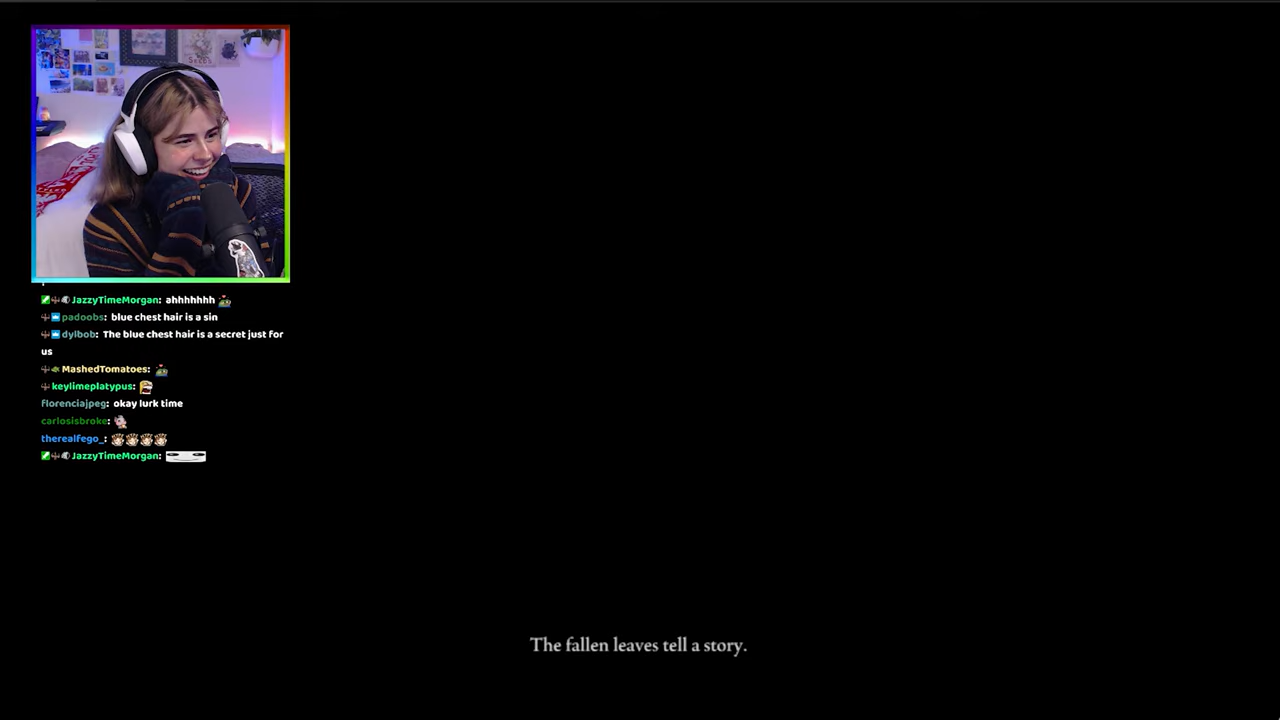 SEEDS
JazzyTimeMorgan: ahhhhhhh
padoobs: blue chest hair is a sin
dylbob: The blue chest hair is a secret just for
us
MashedTomatoes:
keylimeplatypus:
florenciajpeg: okay lurk time
carlosisbroke:
therealfego_:
JazzyTimeMorgan:
The fallen leaves tell a story.